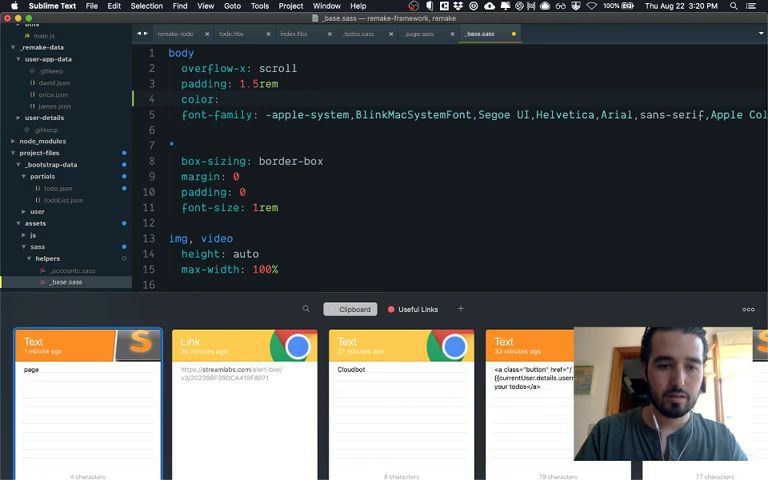 Sublime Text File Edit Selection Find View Goto Tools Project Window Help 100% Thu Aug 22 3:20 PM
_base.sass — remake-framework, remake
utils
main.js
_remake-data
user-app-data
.gitkeep
david.json
erica.json
james.json
user-details
.gitkeep
node_modules
project-files
_bootstrap-data
partials
todo.json
todoList.json
user
assets
js
sass
helpers
_accounts.sass
_base.sass
remake-todo todo.hbs index.hbs _todos.sass _page.sass _base.sass
1 body
2 overflow-x: scroll
3 padding: 1.5rem
4 color:
5 font-family: -apple-system,BlinkMacSystemFont,Segoe UI,Helvetica,Arial,sans-serif,Apple Col
6
7 *
8 box-sizing: border-box
9 margin: 0
10 padding: 0
11 font-size: 1rem
12
13 img, video
14 height: auto
15 max-width: 100%
16
Clipboard Useful Links +
Text
1 minute ago
page
4 characters
Link
https://streamlabs.com/alert-box/
Text
27 minutes ago
Cloudbot
8 characters
Text
33 minutes ago
<a class="button" href="/
{{currentUser.details.usern
your todos</a>
79 characters
77 characters